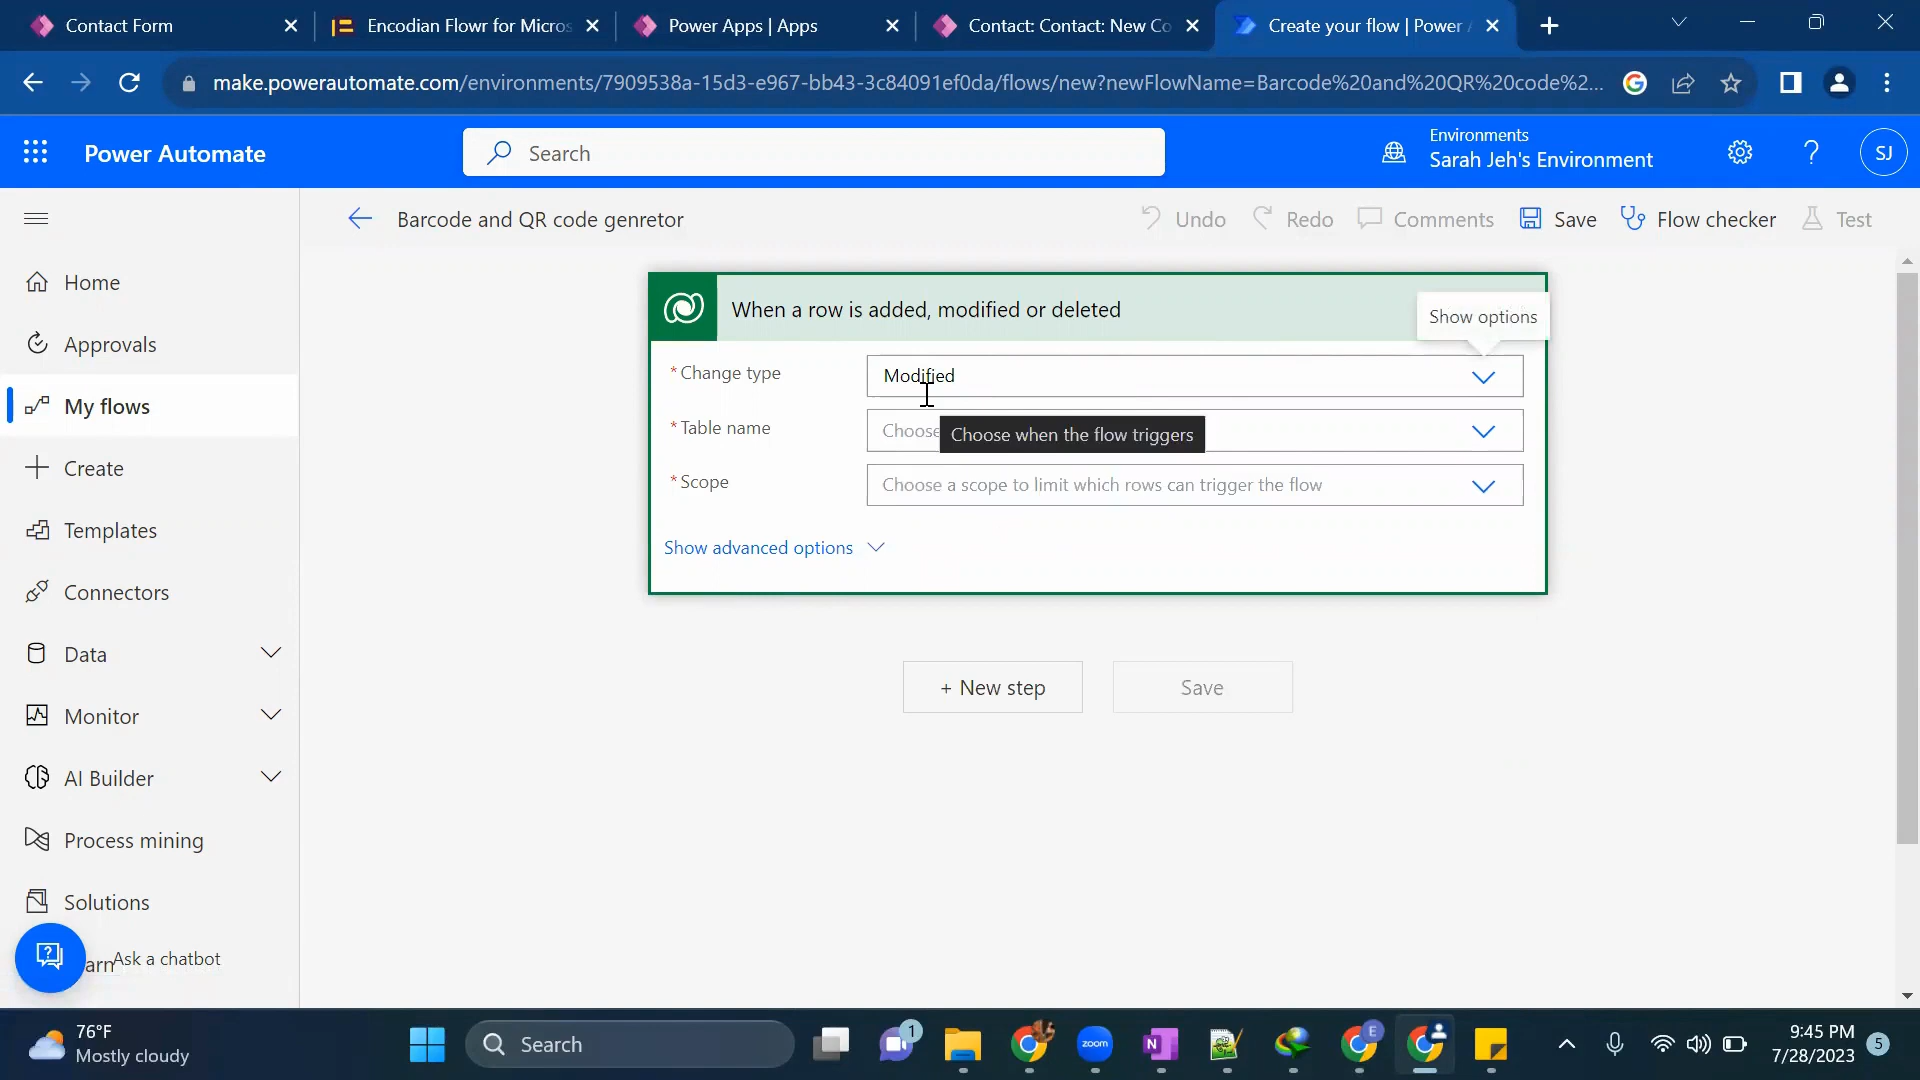 Contact Form
Encodian Flowr for Micros
Power Apps | Apps
Contact: Contact: New Co
Create your flow | Power A
make.powerautomate.com/environments/7909538a-15d3-e967-bb43-3c84091ef0da/flows/new?newFlowName=Barcode%20and%20QR%20code%2...
Power Automate
Search
Environments
Sarah Jeh's Environment
SJ
Barcode and QR code genretor
Undo
Redo
Comments
Save
Flow checker
Test
Home
Approvals
My flows
Create
Templates
Connectors
Data
Monitor
AI Builder
Process mining
Solutions
arn
Ask a chatbot
When a row is added, modified or deleted
Show options
* Change type
Modified
* Table name
Choose
Choose when the flow triggers
* Scope
Choose a scope to limit which rows can trigger the flow
Show advanced options
+ New step
Save
76°F
Mostly cloudy
Search
1
zoom
N
E
9:45 PM
7/28/2023
5